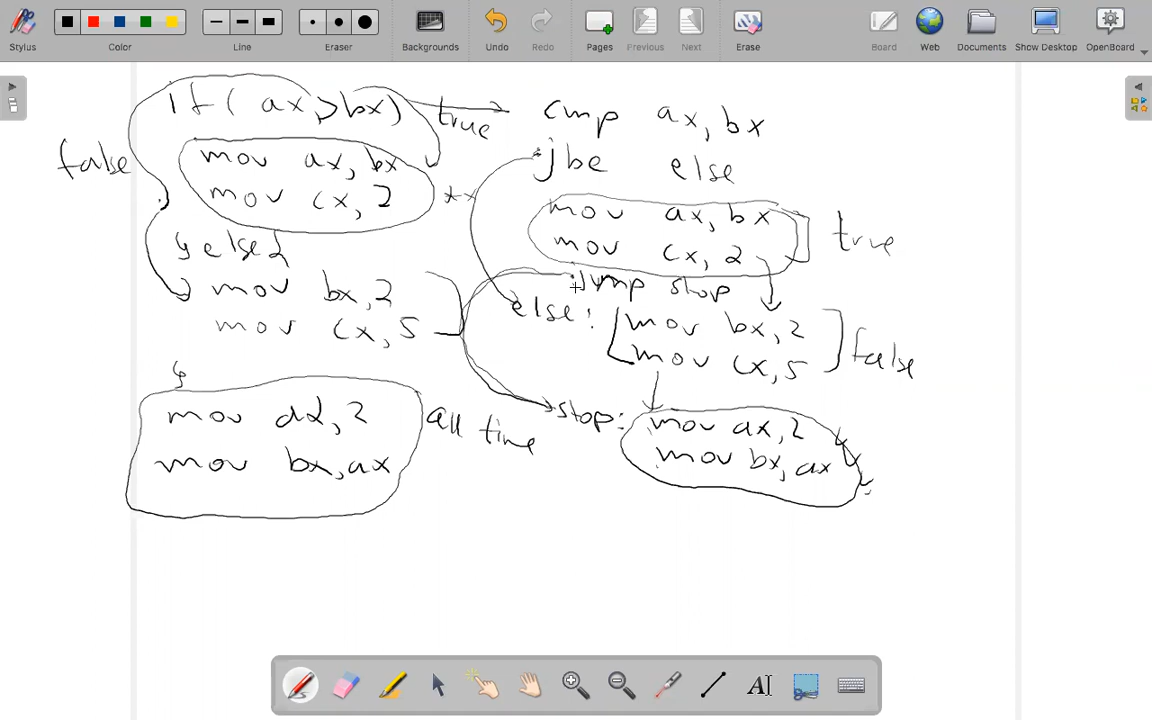 Stylus
Color
Line
Eraser
Backgrounds
Undo
Redo
Pages
Previous
Next
Erase
Board
Web
Documents
Show Desktop
OpenBoard
if( ax>bx)
true
false
mov ax, bx
mov cx, 2
**
} else {
mov bx,2
mov cx,5
}
mov ax,2
mov bx,ax
all time
cmp ax, bx
jbe else
mov ax, bx
mov cx, 2
true
jump stop
else: mov bx, 2
mov cx, 5
false
stop: mov ax,2
mov bx, ax